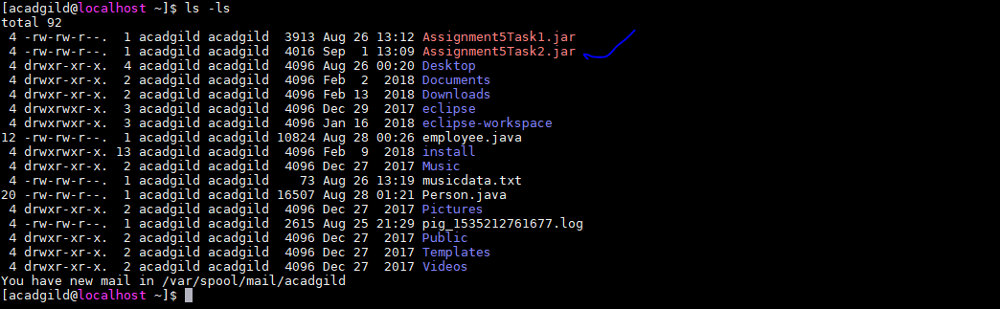 [acadgild@localhost ~]$ ls -ls
total 92
 4 -rw-rw-r--.  1 acadgild acadgild  3913 Aug 26 13:12 Assignment5Task1.jar
 4 -rw-rw-r--.  1 acadgild acadgild  4016 Sep  1 13:09 Assignment5Task2.jar
 4 drwxr-xr-x.  4 acadgild acadgild  4096 Aug 26 00:20 Desktop
 4 drwxr-xr-x.  2 acadgild acadgild  4096 Feb  2  2018 Documents
 4 drwxr-xr-x.  2 acadgild acadgild  4096 Feb 13  2018 Downloads
 4 drwxrwxr-x.  3 acadgild acadgild  4096 Dec 29  2017 eclipse
 4 drwxrwxr-x.  3 acadgild acadgild  4096 Jan 16  2018 eclipse-workspace
12 -rw-rw-r--.  1 acadgild acadgild 10824 Aug 28 00:26 employee.java
 4 drwxrwxr-x. 13 acadgild acadgild  4096 Feb  9  2018 install
 4 drwxr-xr-x.  2 acadgild acadgild  4096 Dec 27  2017 Music
 4 -rw-rw-r--.  1 acadgild acadgild    73 Aug 26 13:19 musicdata.txt
20 -rw-rw-r--.  1 acadgild acadgild 16507 Aug 28 01:21 Person.java
 4 drwxr-xr-x.  2 acadgild acadgild  4096 Dec 27  2017 Pictures
 4 -rw-rw-r--.  1 acadgild acadgild  2615 Aug 25 21:29 pig_1535212761677.log
 4 drwxr-xr-x.  2 acadgild acadgild  4096 Dec 27  2017 Public
 4 drwxr-xr-x.  2 acadgild acadgild  4096 Dec 27  2017 Templates
 4 drwxr-xr-x.  2 acadgild acadgild  4096 Dec 27  2017 Videos
You have new mail in /var/spool/mail/acadgild
[acadgild@localhost ~]$